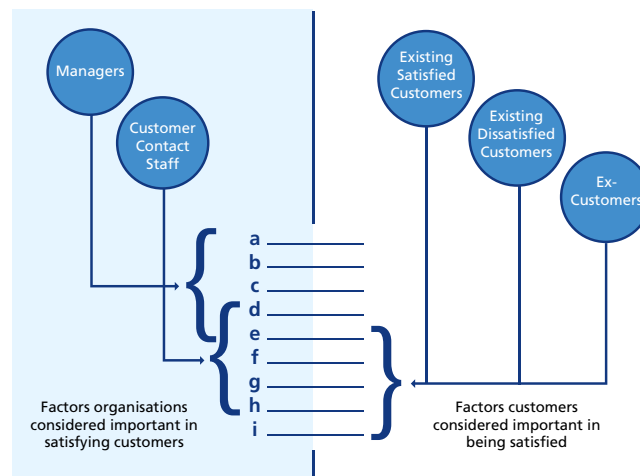 Managers
Customer
Contact
Staff
Existing
Satisfied
Customers
Existing
Dissatisfied
Customers
Ex-
Customers
a
b
c
d
e
f
g
h
i
Factors organisations
considered important in
satisfying customers
Factors customers
considered important in
being satisfied